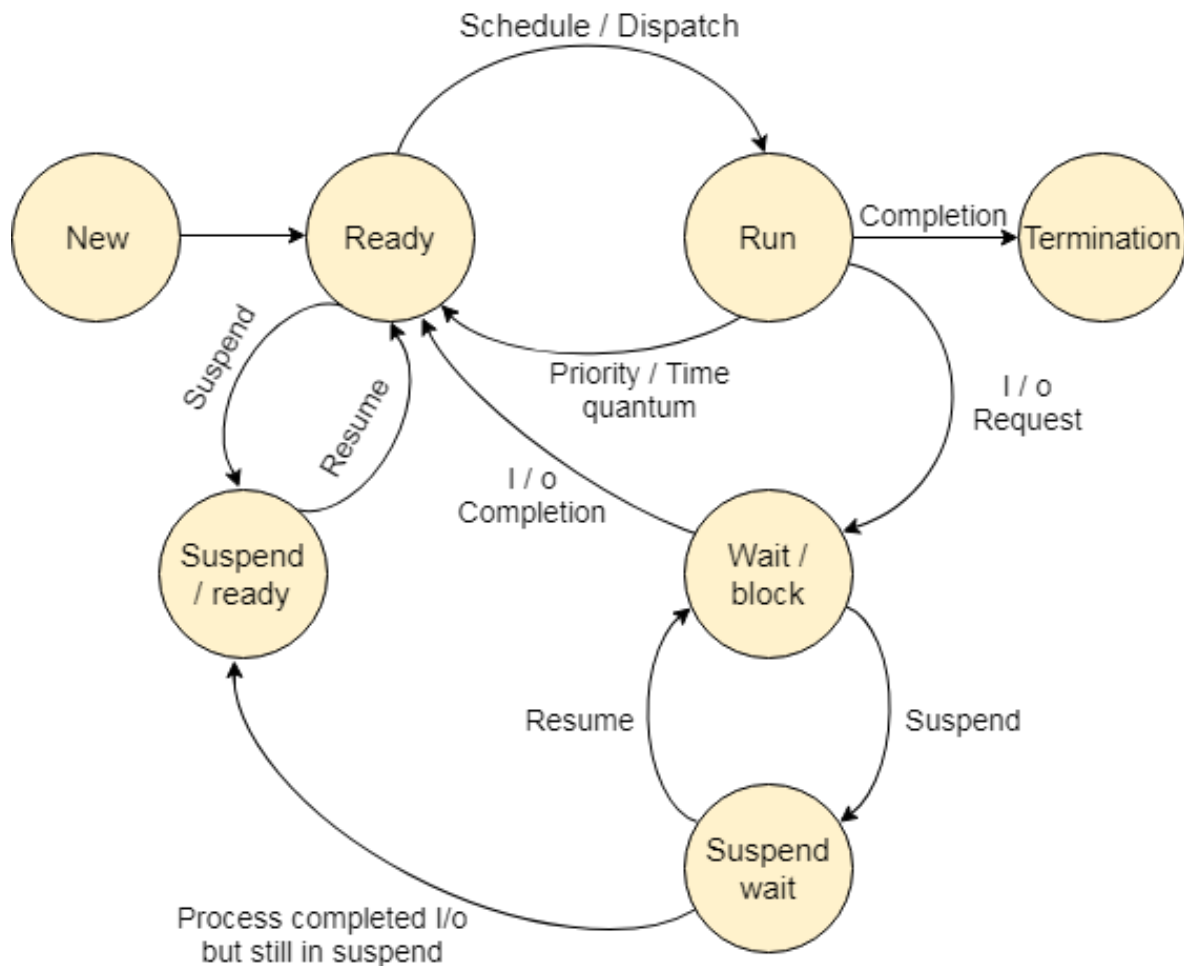 Schedule / Dispatch
New
Ready
Run
Completion
Termination
Suspend
Resume
Priority / Time
quantum
I / o
Request
I / o
Completion
Suspend
/ ready
Wait /
block
Resume
Suspend
Suspend
wait
Process completed I/o
but still in suspend